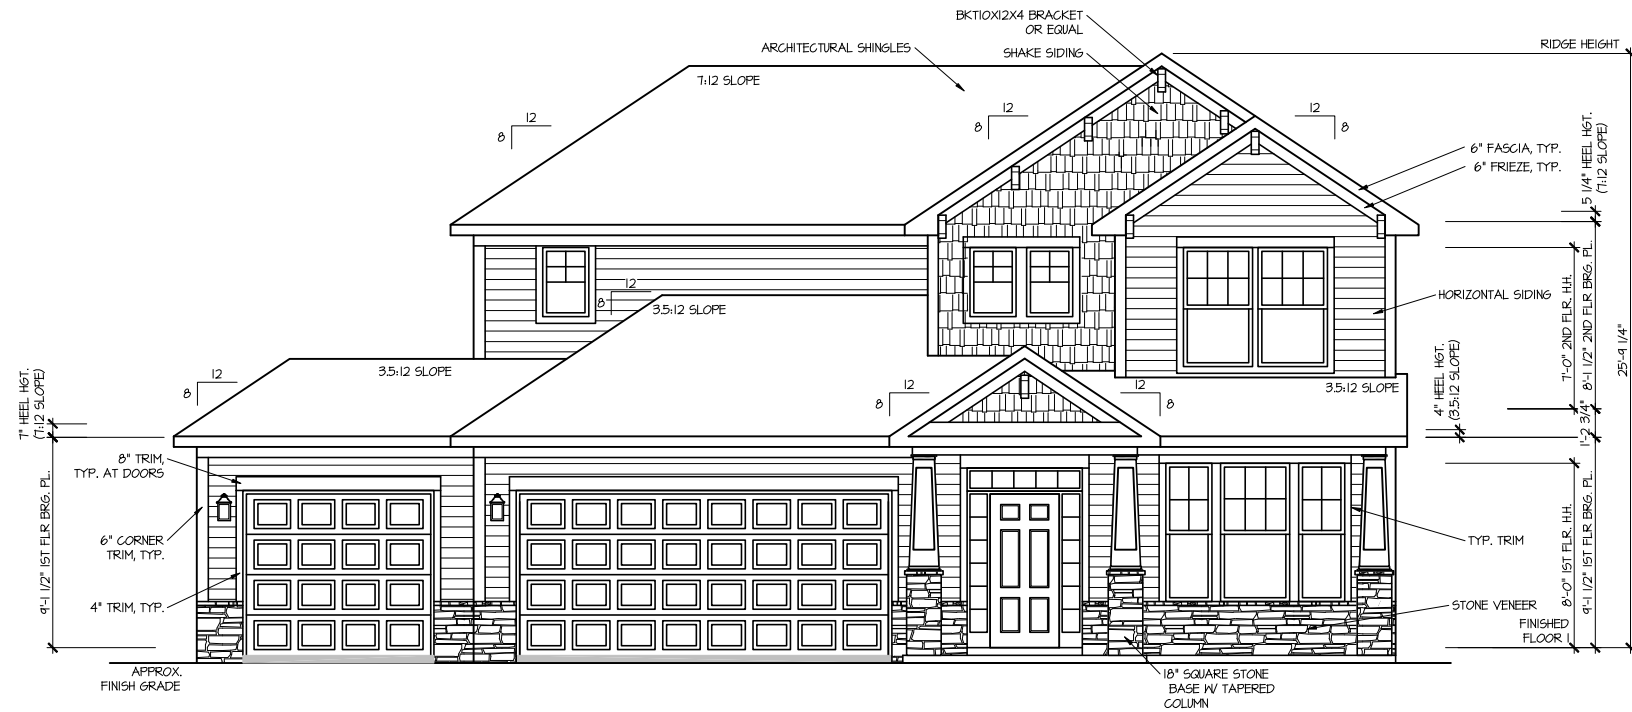 BKT10X12X4 BRACKET
OR EQUAL
ARCHITECTURAL SHINGLES
SHAKE SIDING
RIDGE HEIGHT
7:12 SLOPE
12
8
12
8
12
8
6" FASCIA, TYP.
6" FRIEZE, TYP.
5 1/4" HEEL HGT.
(7:12 SLOPE)
12
8
3.5:12 SLOPE
HORIZONTAL SIDING
7'-0" 2ND FLR. H.H.
8'-1 1/2" 2ND FLR BRG. PL.
25'-9 1/4"
7" HEEL HGT.
(7:12 SLOPE)
12
8
3.5:12 SLOPE
12
8
12
8
3.5:12 SLOPE
4" HEEL HGT.
(3.5:12 SLOPE)
1'-2 3/4"
8" TRIM,
TYP. AT DOORS
9'-1 1/2" 1ST FLR BRG. PL.
6" CORNER
TRIM, TYP.
4" TRIM, TYP.
TYP. TRIM
8'-0" 1ST FLR. H.H.
9'-1 1/2" 1ST FLR BRG. PL.
STONE VENEER
FINISHED
FLOOR 1
APPROX.
FINISH GRADE
18" SQUARE STONE
BASE W/ TAPERED
COLUMN